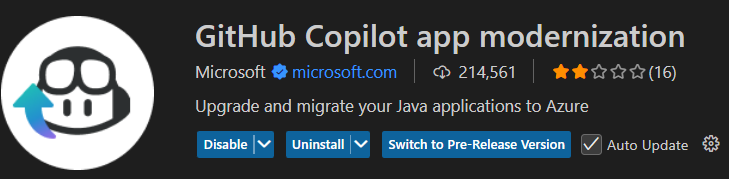 GitHub Copilot app modernization
Microsoft microsoft.com 214,561 (16)
Upgrade and migrate your Java applications to Azure
Disable Uninstall Switch to Pre-Release Version Auto Update